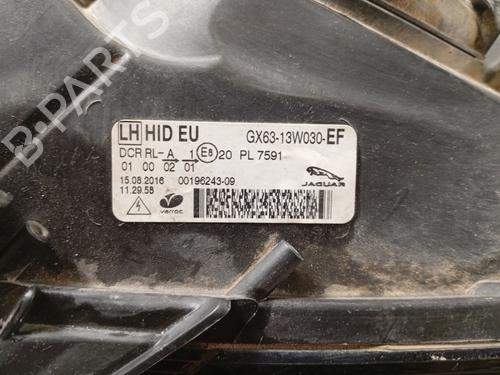 B-PARTS
LH HID EU GX63-13W030-EF
DCR RL-A 1 E8 20 PL 7591
01 00 02 01
15.08.2016 00196243-09
11.29.58
varroc
JAGUAR